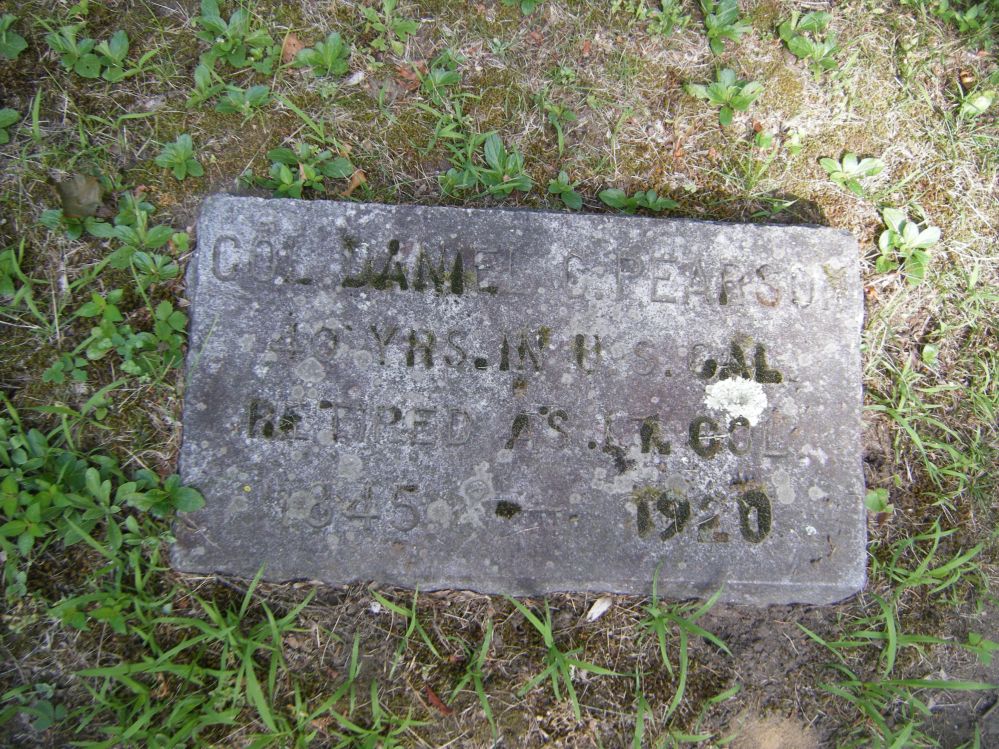 COL DANIEL C. PEARSON
40 YRS. IN U.S. CAL.
RETIRED AS LT. COL.
1845 — 1920